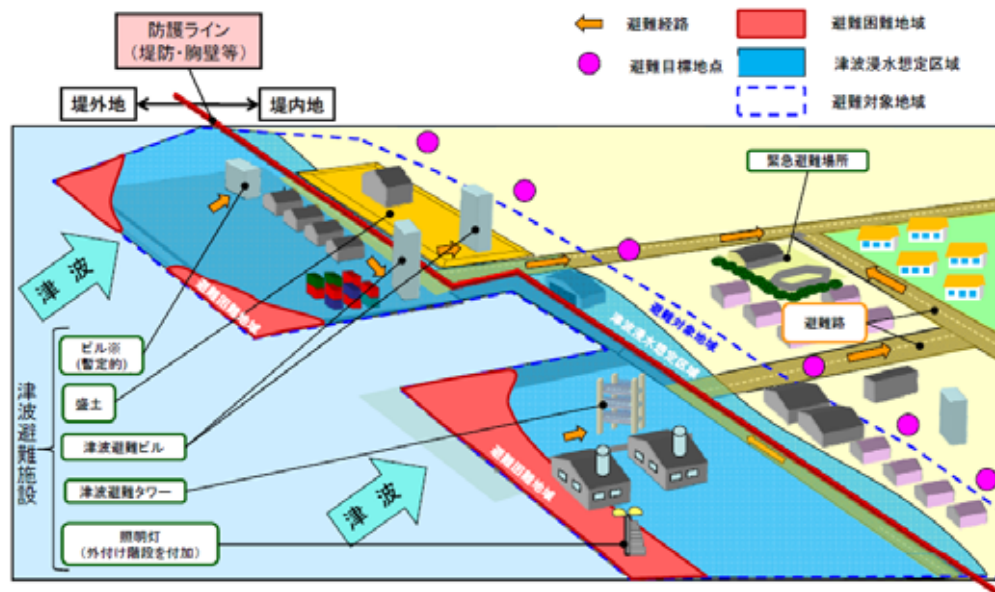 防護ライン
(堤防・胸壁等)
堤外地
堤内地
避難経路
避難困難地域
避難目標地点
津波浸水想定区域
避難対象地域
緊急避難場所
津波
避難困難地域
避難対象地域
津波浸水想定区域
避難路
津波避難施設
ビル※
(暫定的)
盛土
津波避難ビル
津波避難タワー
照明灯
(外付け階段を付加)
津波
避難困難地域